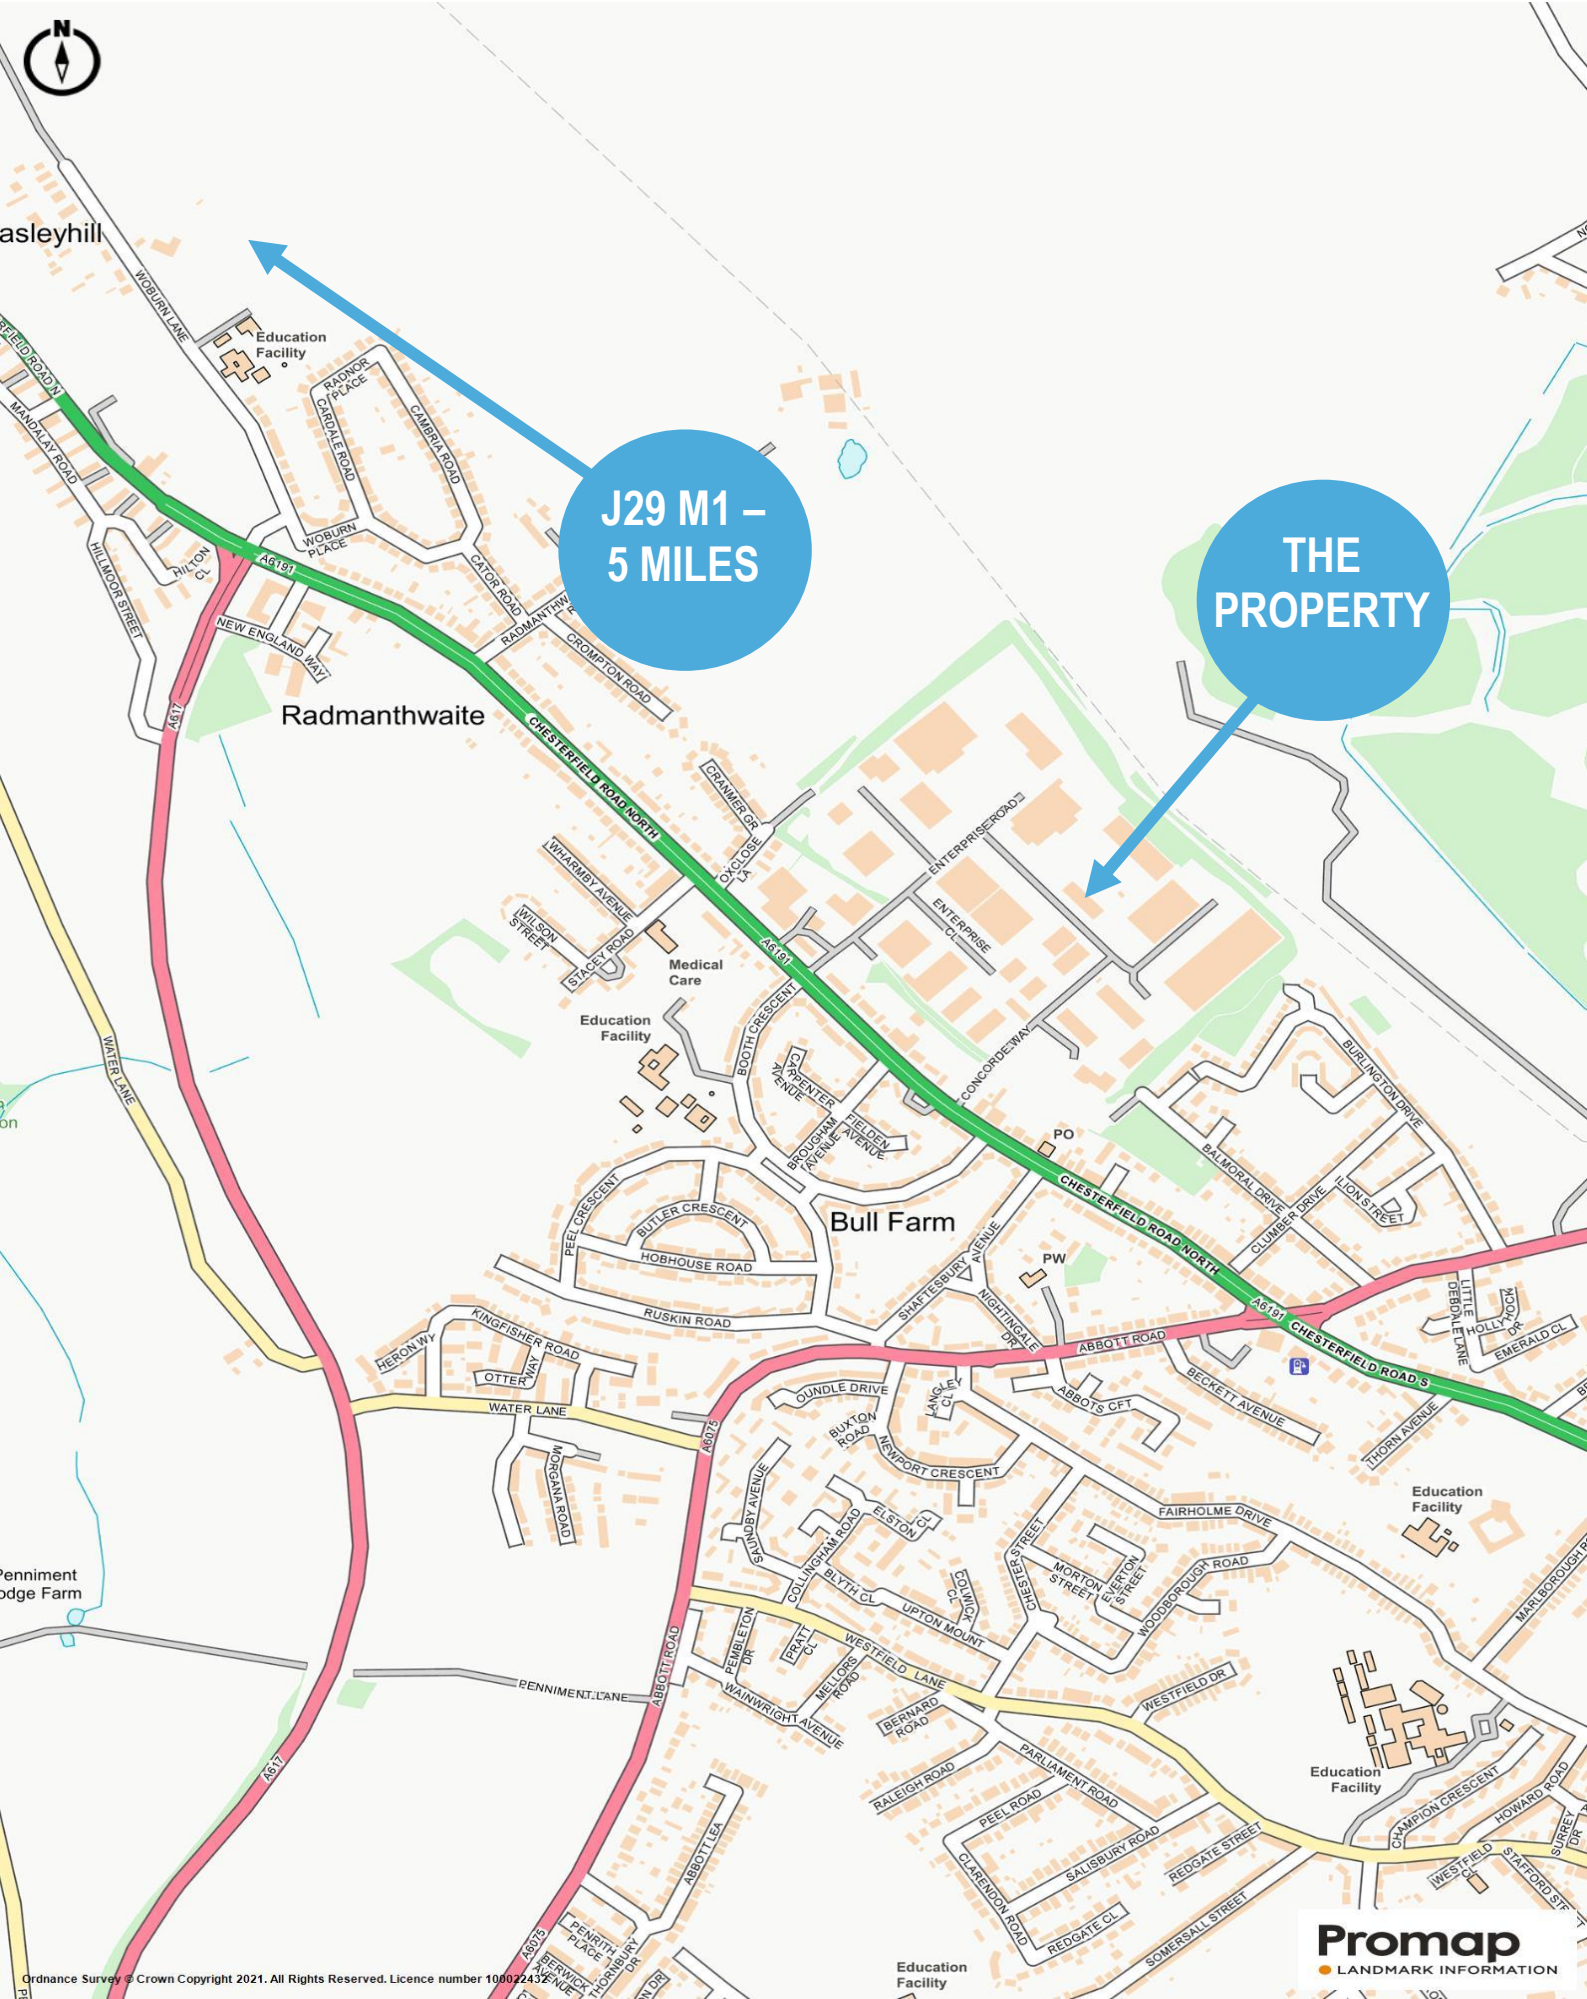 N
asleyhill
WOBURN LANE
Education
Facility
RFIELD ROAD N
RADNOR
PLACE
CARDALE ROAD
CAMBRIA ROAD
MANDALAY ROAD
J29 M1 –
5 MILES
THE
PROPERTY
WOBURN
PLACE
HILTON
CL
A6191
HILLMOOR STREET
CATOR ROAD
RADMANTHW
NEW ENGLAND WAY
CROMPTON ROAD
A617
Radmanthwaite
CHESTERFIELD ROAD NORTH
CRANMER GR
OXCLOSE
LA
WHARMBY AVENUE
ENTERPRISE ROAD
WILSON
STREET
STACEY ROAD
ENTERPRISE
CL
A6191
Medical
Care
Education
Facility
BOOTH CRESCENT
CONCORDE WAY
WATER LANE
CARPENTER
AVENUE
BURLINGTON DRIVE
on
BROUGHAM
AVENUE
FIELDEN
AVENUE
PO
BALMORAL DRIVE
CHESTERFIELD ROAD NORTH
ILION STREET
CLUMBER DRIVE
PEEL CRESCENT
BUTLER CRESCENT
Bull Farm
HOBHOUSE ROAD
SHAFTESBURY AVENUE
PW
RUSKIN ROAD
NIGHTINGALE
DR
A6191
CHESTERFIELD ROAD S
LITTLE
DEBDALE LANE
HOLLY
HOCK
DR
EMERALD CL
HERON WY
KINGFISHER ROAD
OTTER
WAY
ABBOTT ROAD
BECKETT AVENUE
OUNDLE DRIVE
LANGLEY
CL
ABBOTS CFT
WATER LANE
BUXTON
ROAD
A6075
THORN AVENUE
NEWPORT CRESCENT
MORGANA ROAD
SAUNDBY AVENUE
Education
Facility
ELSTON CL
FAIRHOLME DRIVE
COLLINGHAM ROAD
CHESTER STREET
MORTON
STREET
EVERTON
STREET
WOODBOROUGH ROAD
Penniment
odge Farm
BLYTH CL
COLWICK
CL
UPTON MOUNT
MARLBOROUGH R
PEMBLETON
DR
PRATT
CL
WESTFIELD LANE
ABBOTT ROAD
MELLORS
ROAD
PENNIMENT LANE
WAINWRIGHT AVENUE
BERNARD
ROAD
WESTFIELD DR
A617
PARLIAMENT ROAD
RALEIGH ROAD
PEEL ROAD
Education
Facility
CHAMPION CRESCENT
HOWARD ROAD
SURREY
DR
ABBOTT LEA
CLARENDON ROAD
SALISBURY ROAD
REDGATE STREET
WESTFIELD
CL
STAFFORD STR
REDGATE CL
SOMERSALL STREET
A6075
PENRITH
PLACE
THORNBURY
DR
BERWICK
AVENUE
N DR
Education
Facility
Promap
LANDMARK INFORMATION
Ordnance Survey © Crown Copyright 2021. All Rights Reserved. Licence number 100022432